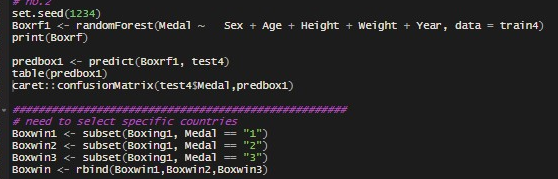 # no.2
set.seed(1234)
Boxrf1 <- randomForest(Medal ~ Sex + Age + Height + Weight + Year, data = train4)
print(Boxrf)
predbox1 <- predict(Boxrf1, test4)
table(predbox1)
caret::confusionMatrix(test4$Medal,predbox1)
####################################################
# need to select specific countries
Boxwin1 <- subset(Boxing1, Medal == "1")
Boxwin2 <- subset(Boxing1, Medal == "2")
Boxwin3 <- subset(Boxing1, Medal == "3")
Boxwin <- rbind(Boxwin1,Boxwin2,Boxwin3)